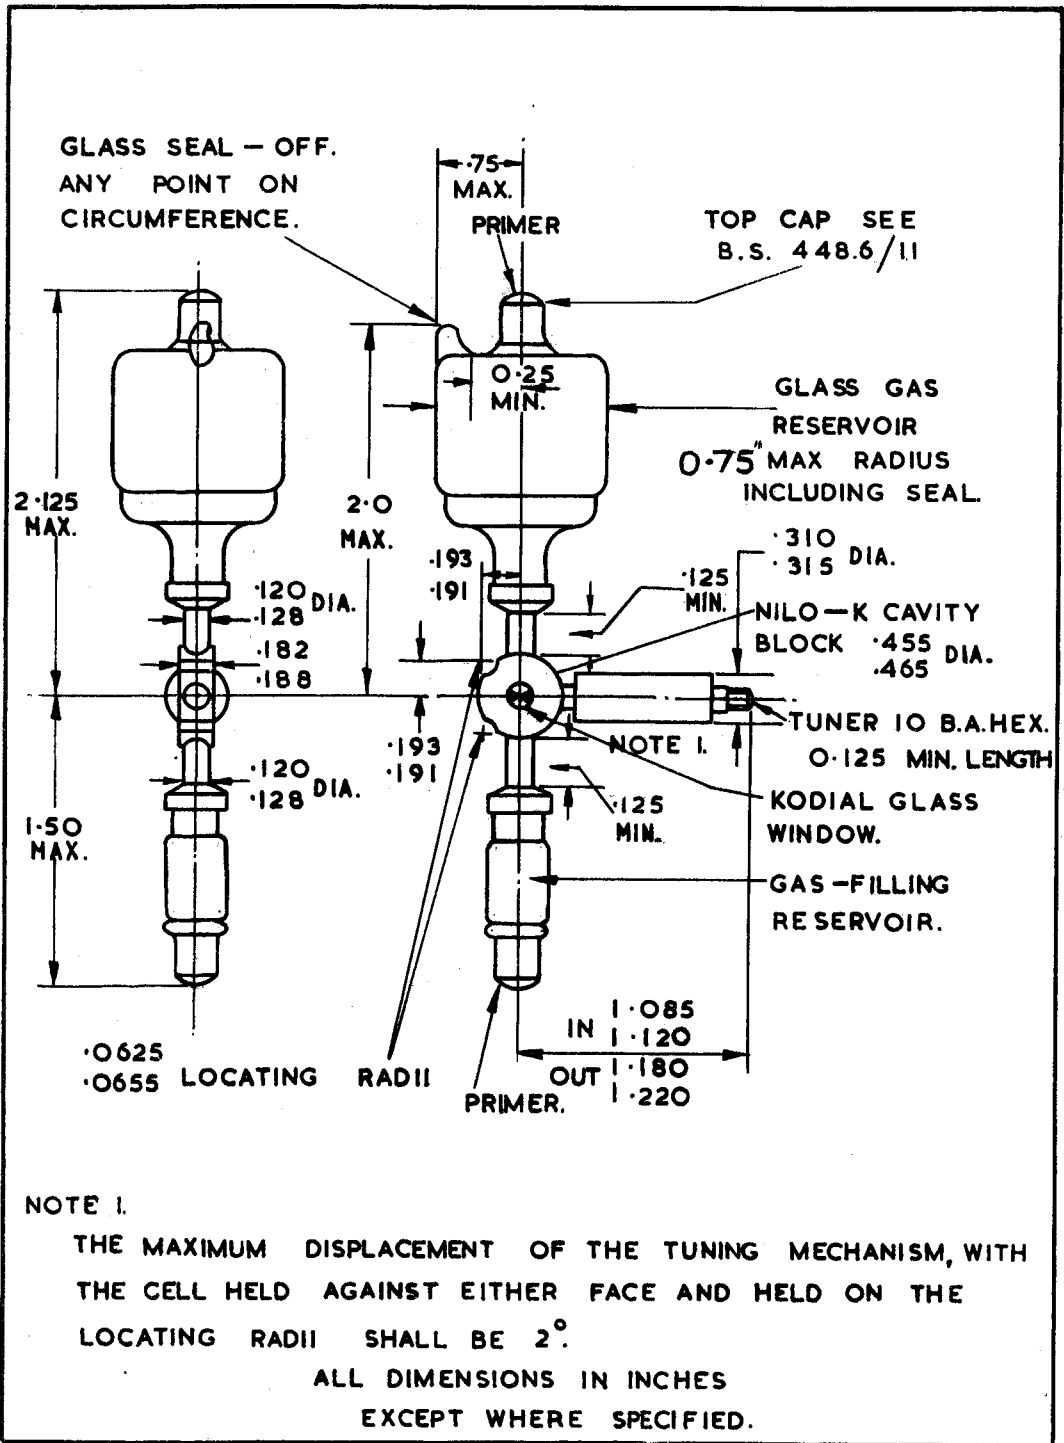 GLASS SEAL - OFF.
ANY POINT ON
CIRCUMFERENCE.
·75
MAX.
PRIMER
TOP CAP SEE
B.S. 448.6/1.1
0·25
MIN.
GLASS GAS
RESERVOIR
0·75" MAX RADIUS
INCLUDING SEAL.
2·125
MAX.
2·0
MAX.
·310
·315 DIA.
·193
·191
·125
MIN.
·120
·128 DIA.
·182
·188
NILO-K CAVITY
BLOCK ·455
·465 DIA.
·193
·191
NOTE 1.
TUNER 10 B.A. HEX.
0·125 MIN. LENGTH
·120
·128 DIA.
·125
MIN.
KODIAL GLASS
WINDOW.
1·50
MAX.
GAS-FILLING
RESERVOIR.
IN 1·085
1·120
OUT 1·180
1·220
·0625
·0655 LOCATING RADII
PRIMER.
NOTE 1.
THE MAXIMUM DISPLACEMENT OF THE TUNING MECHANISM, WITH
THE CELL HELD AGAINST EITHER FACE AND HELD ON THE
LOCATING RADII SHALL BE 2°.
ALL DIMENSIONS IN INCHES
EXCEPT WHERE SPECIFIED.